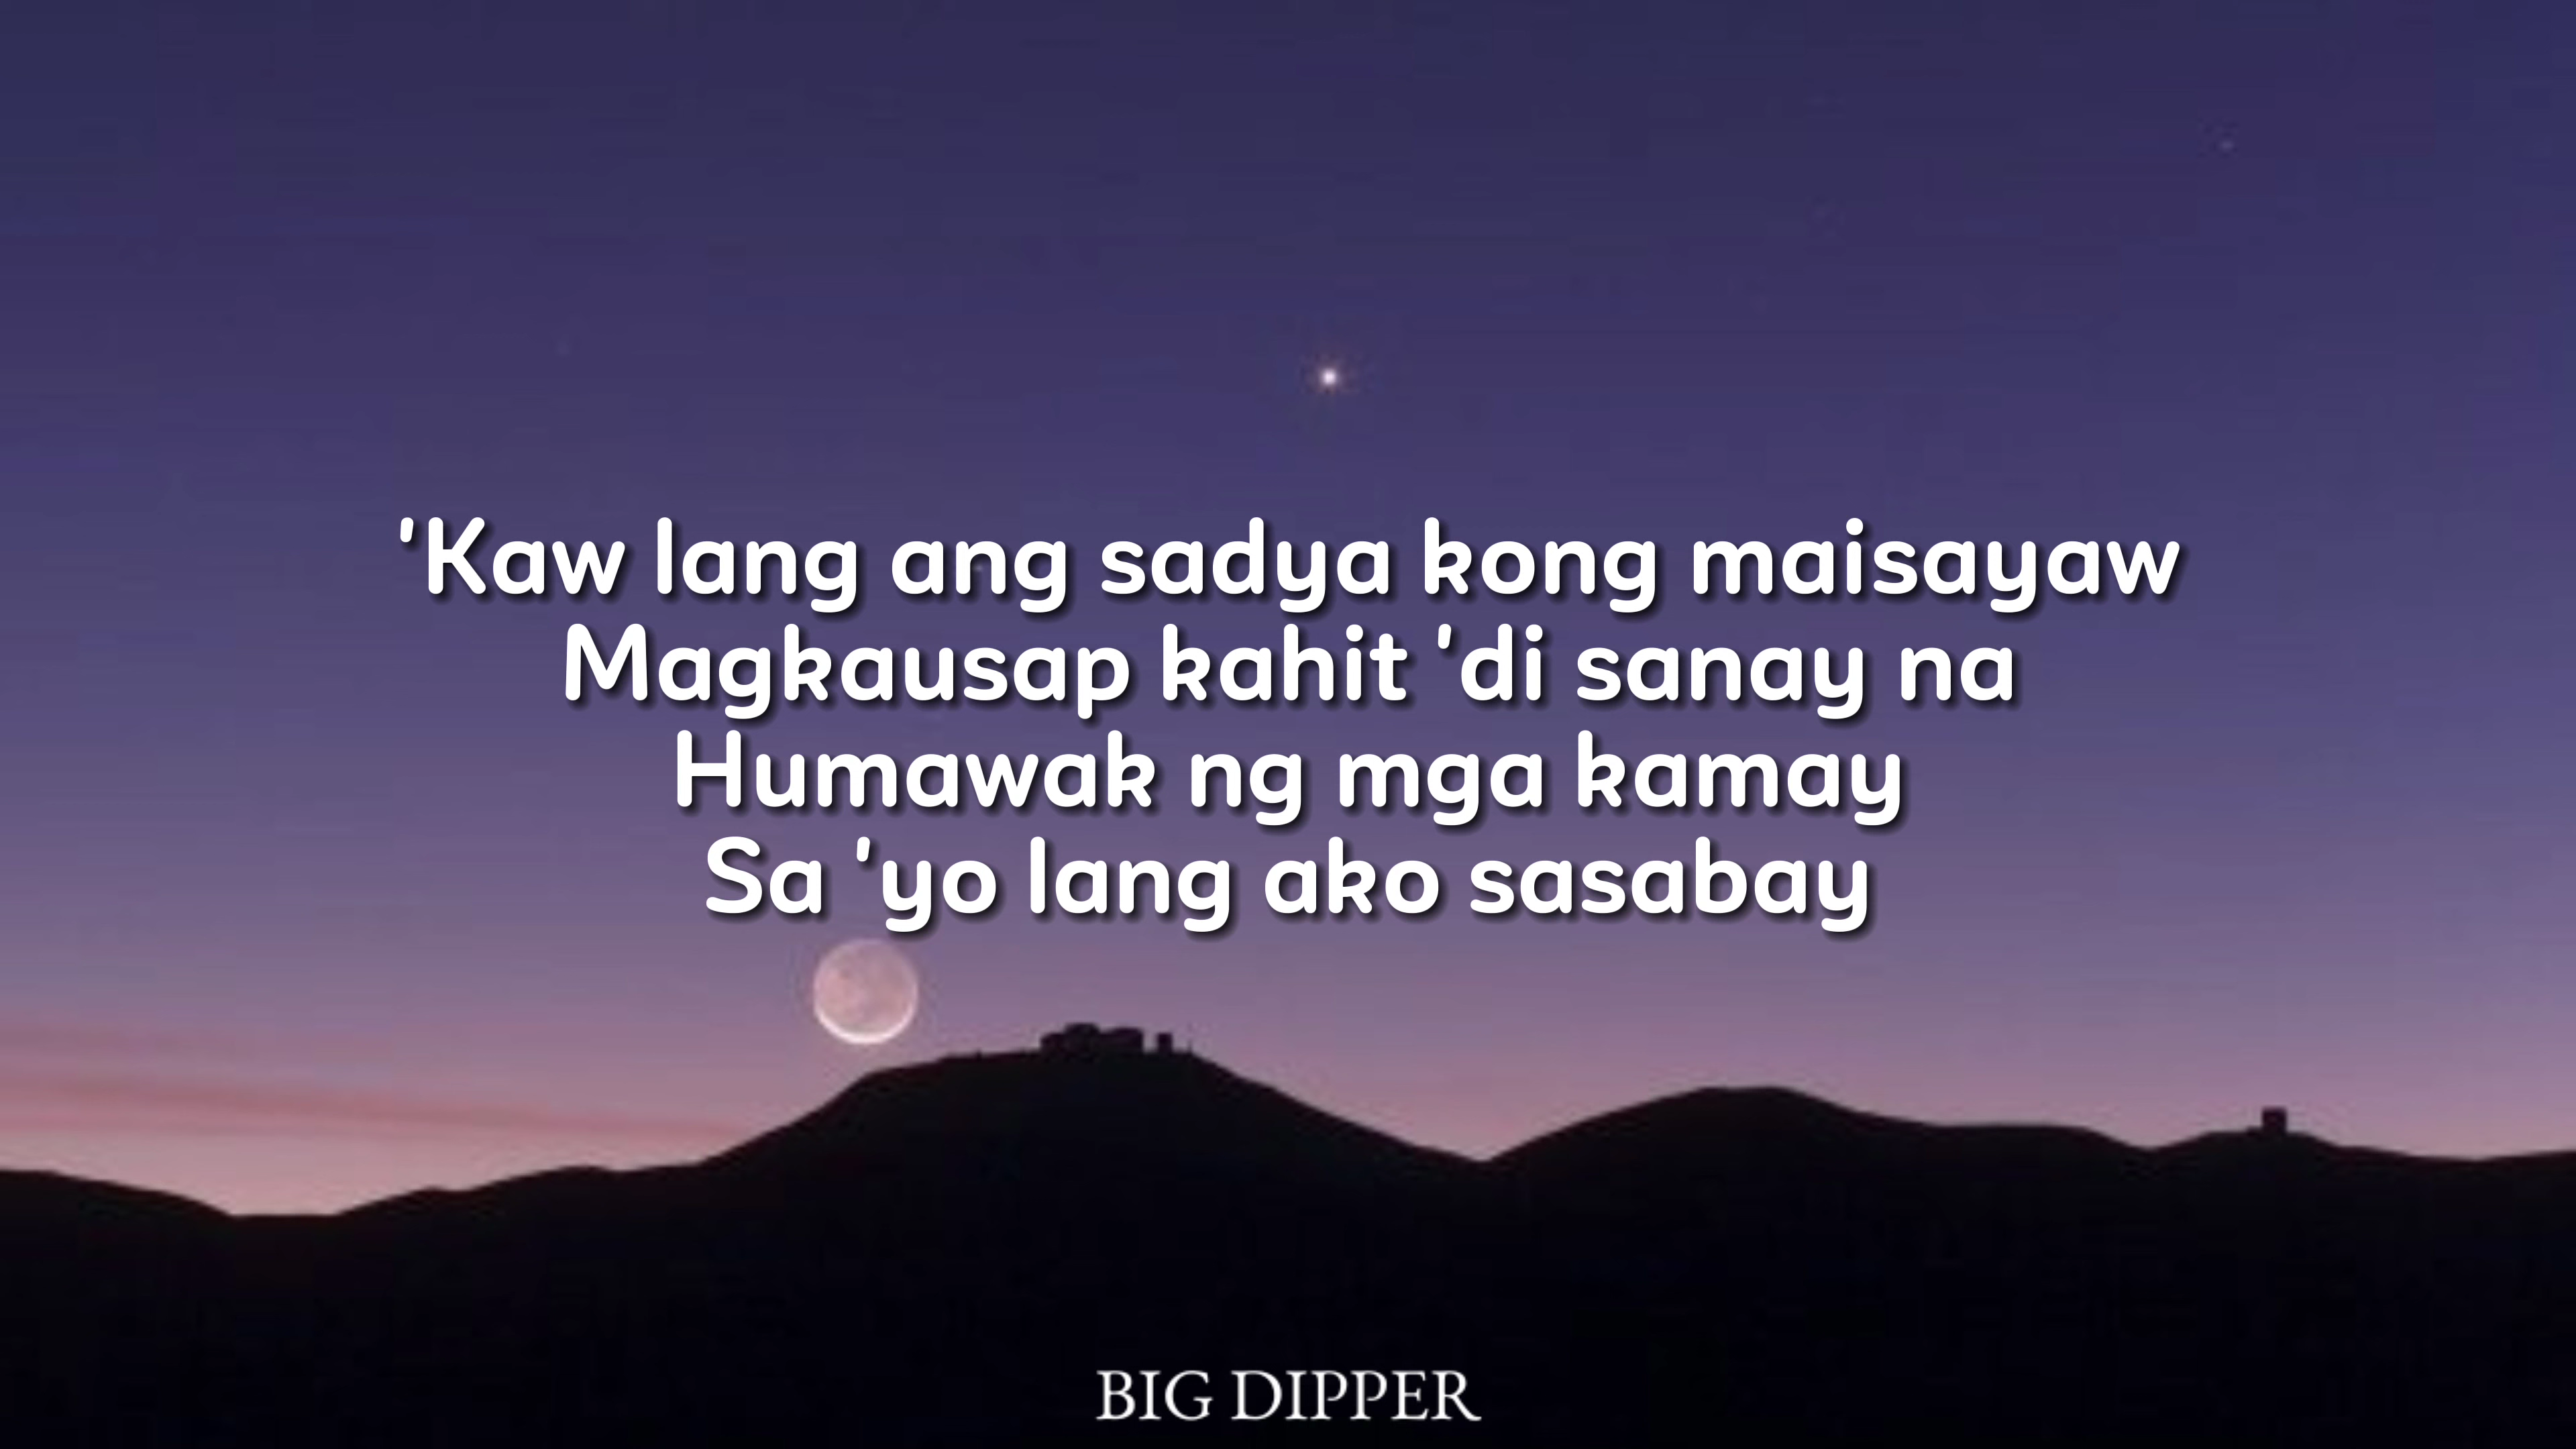 'Kaw lang ang sadya kong maisayaw
Magkausap kahit 'di sanay na
Humawak ng mga kamay
Sa 'yo lang ako sasabay
BIG DIPPER